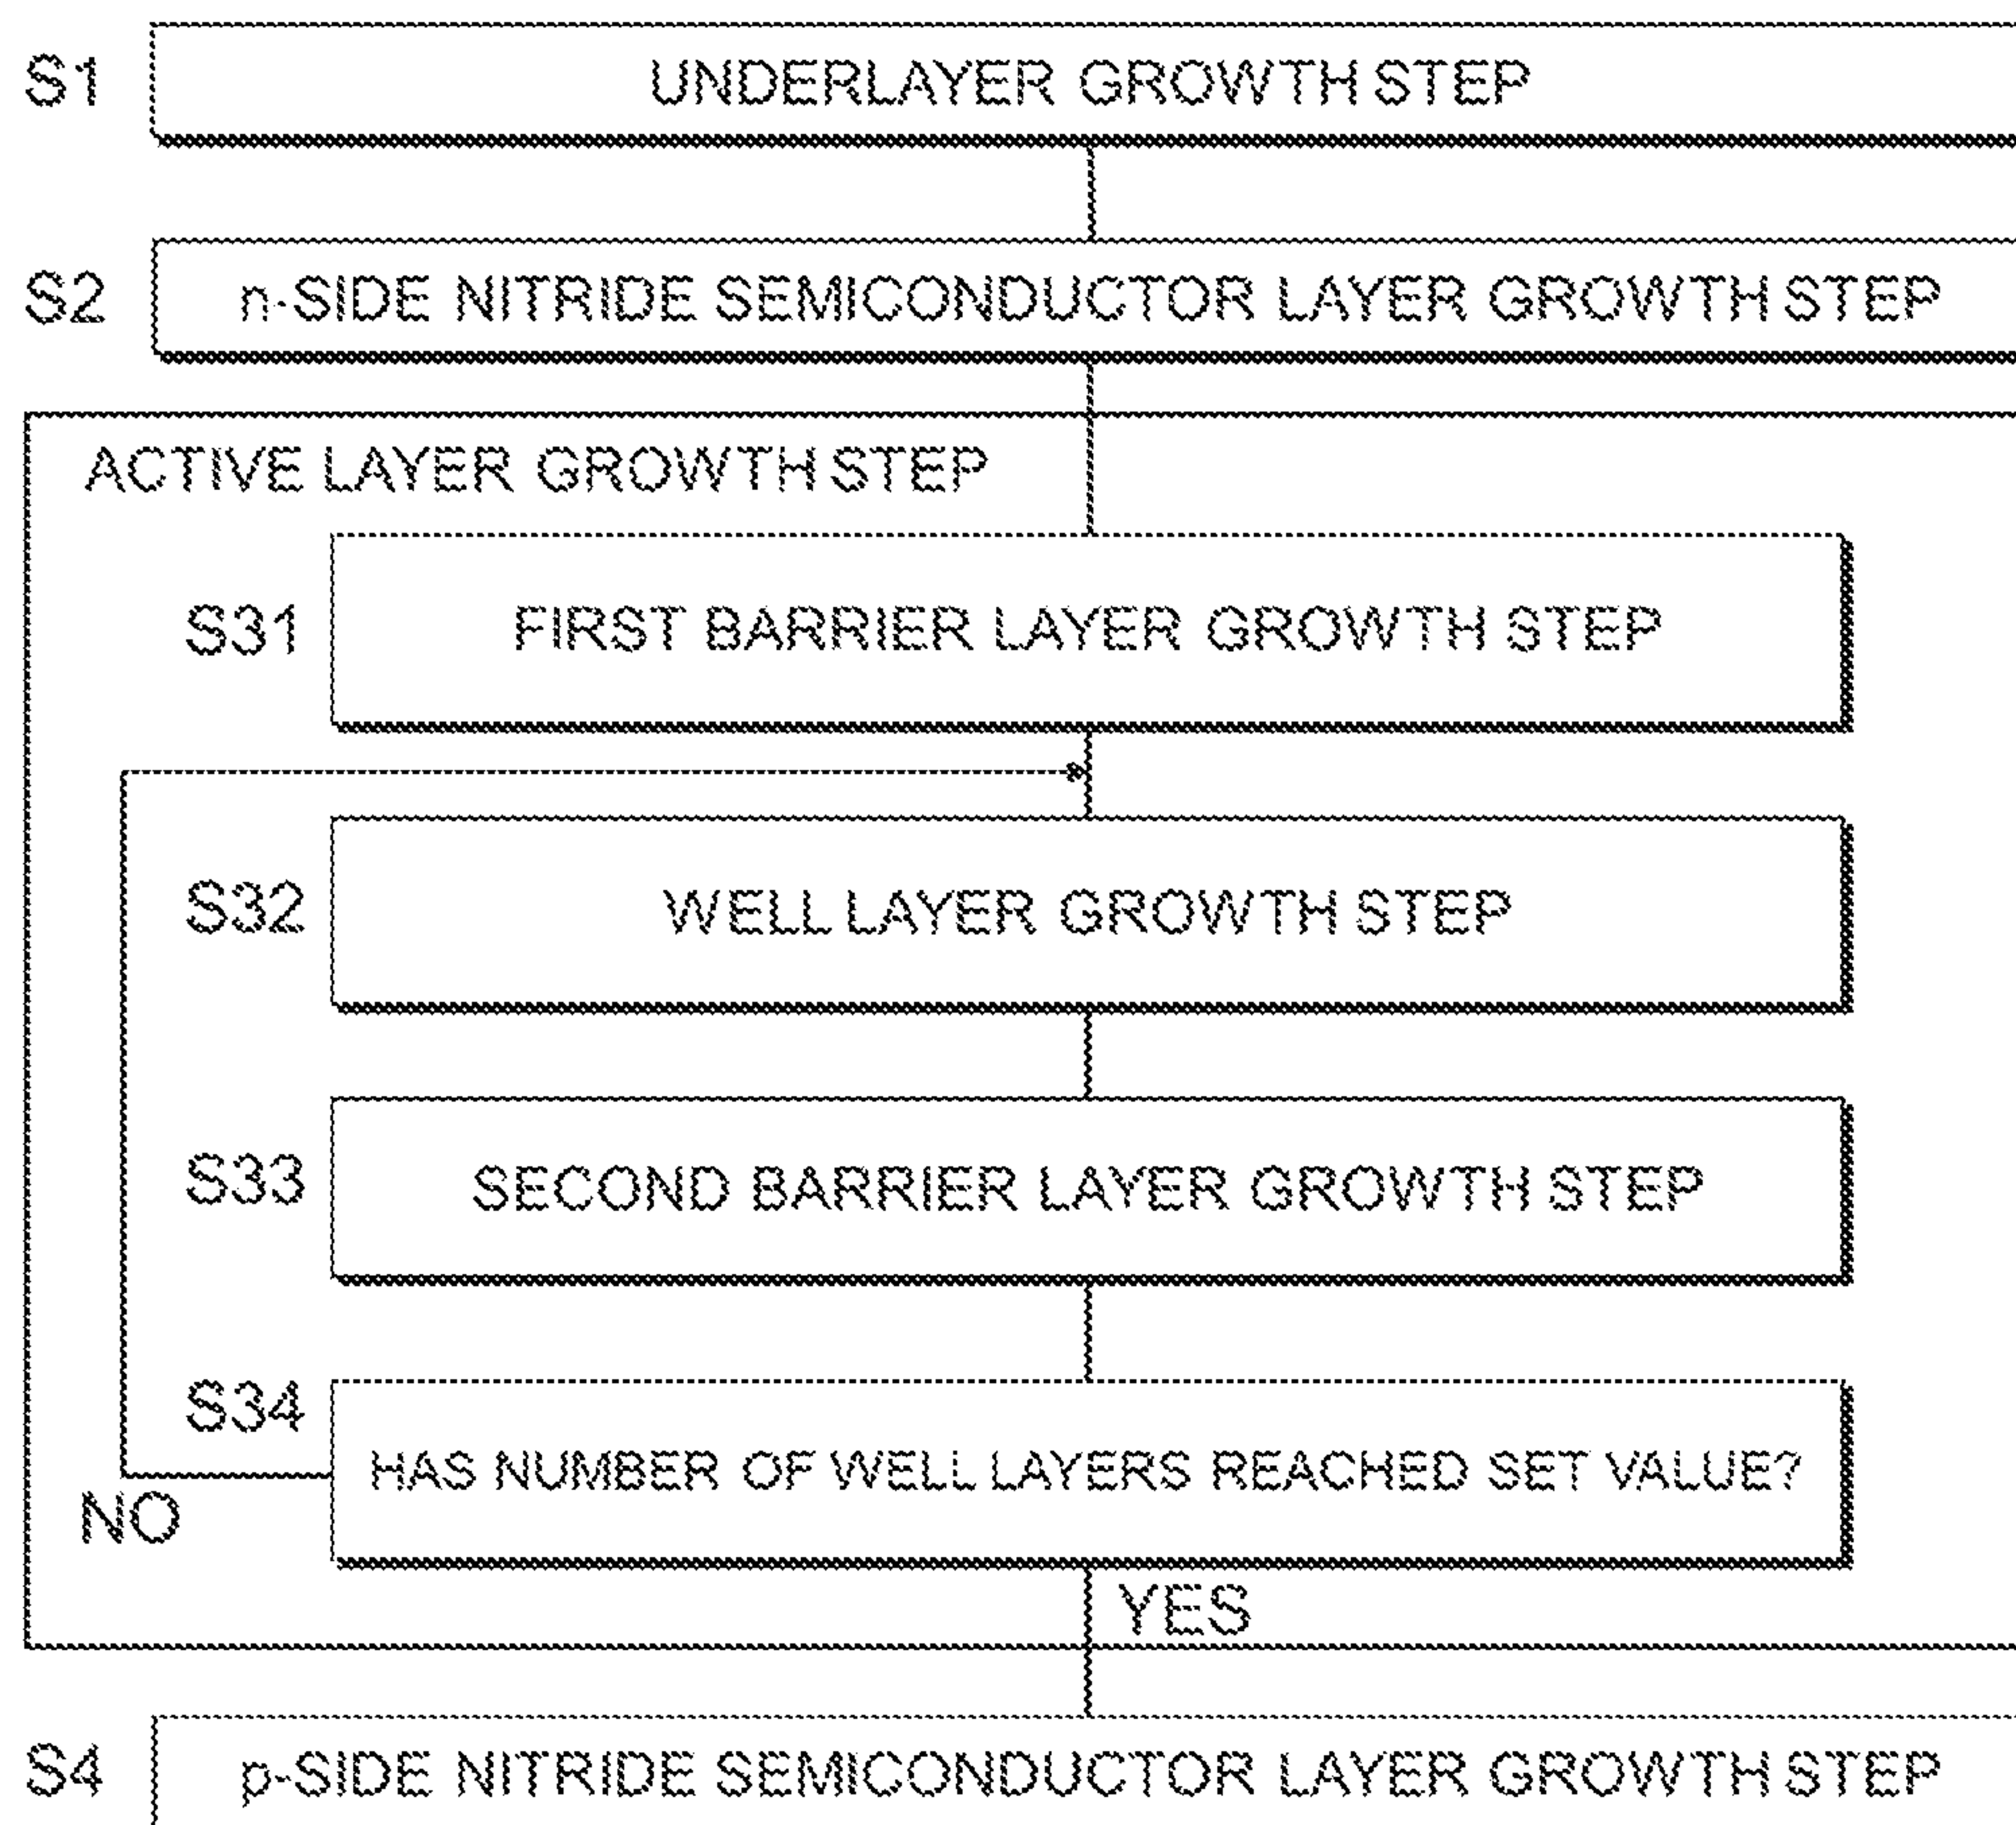 S1 UNDERLAYER GROWTH STEP
S2 n-SIDE NITRIDE SEMICONDUCTOR LAYER GROWTH STEP
ACTIVE LAYER GROWTH STEP
S31 FIRST BARRIER LAYER GROWTH STEP
S32 WELL LAYER GROWTH STEP
S33 SECOND BARRIER LAYER GROWTH STEP
S34 HAS NUMBER OF WELL LAYERS REACHED SET VALUE?
NO
YES
S4 p-SIDE NITRIDE SEMICONDUCTOR LAYER GROWTH STEP